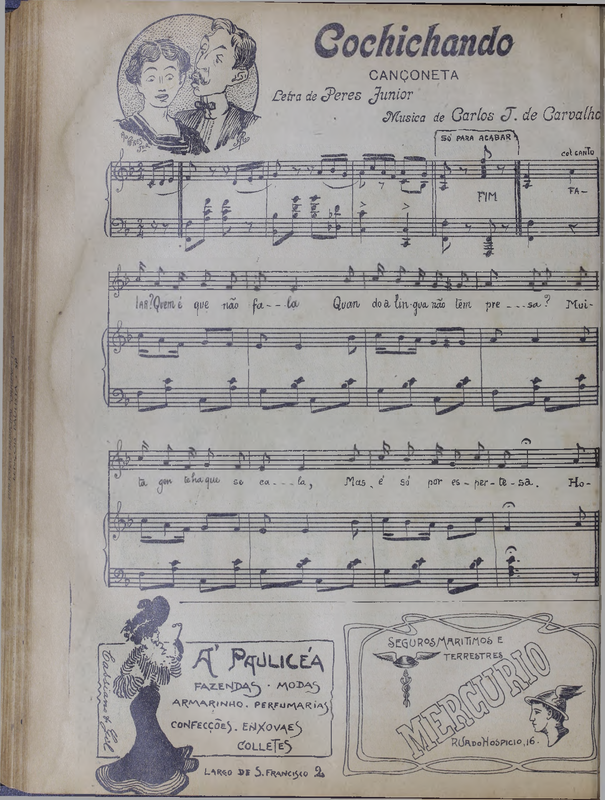 Cochichando
CANÇONETA
Letra de Peres Junior
Musica de Carlos T. de Carvalho
SÓ PARA ACABAR
FIM
col CANTO
FA-
lar? Quem é que não fa---la Quan do à lin-gua não têm pre---sa? Mui-
ta gen te ha que se ca---la, Mas é só por es-per-te-sa. Ho-
A' PAULICÉA
FAZENDAS. MODAS
ARMARINHO. PERFUMARIAS
CONFECÇÕES. ENXOVAES
COLLETES
LARGO DE S. FRANCISCO 2
SEGUROS MARITIMOS E
TERRESTRES
MERCURIO
RUA DO HOSPICIO, 16.